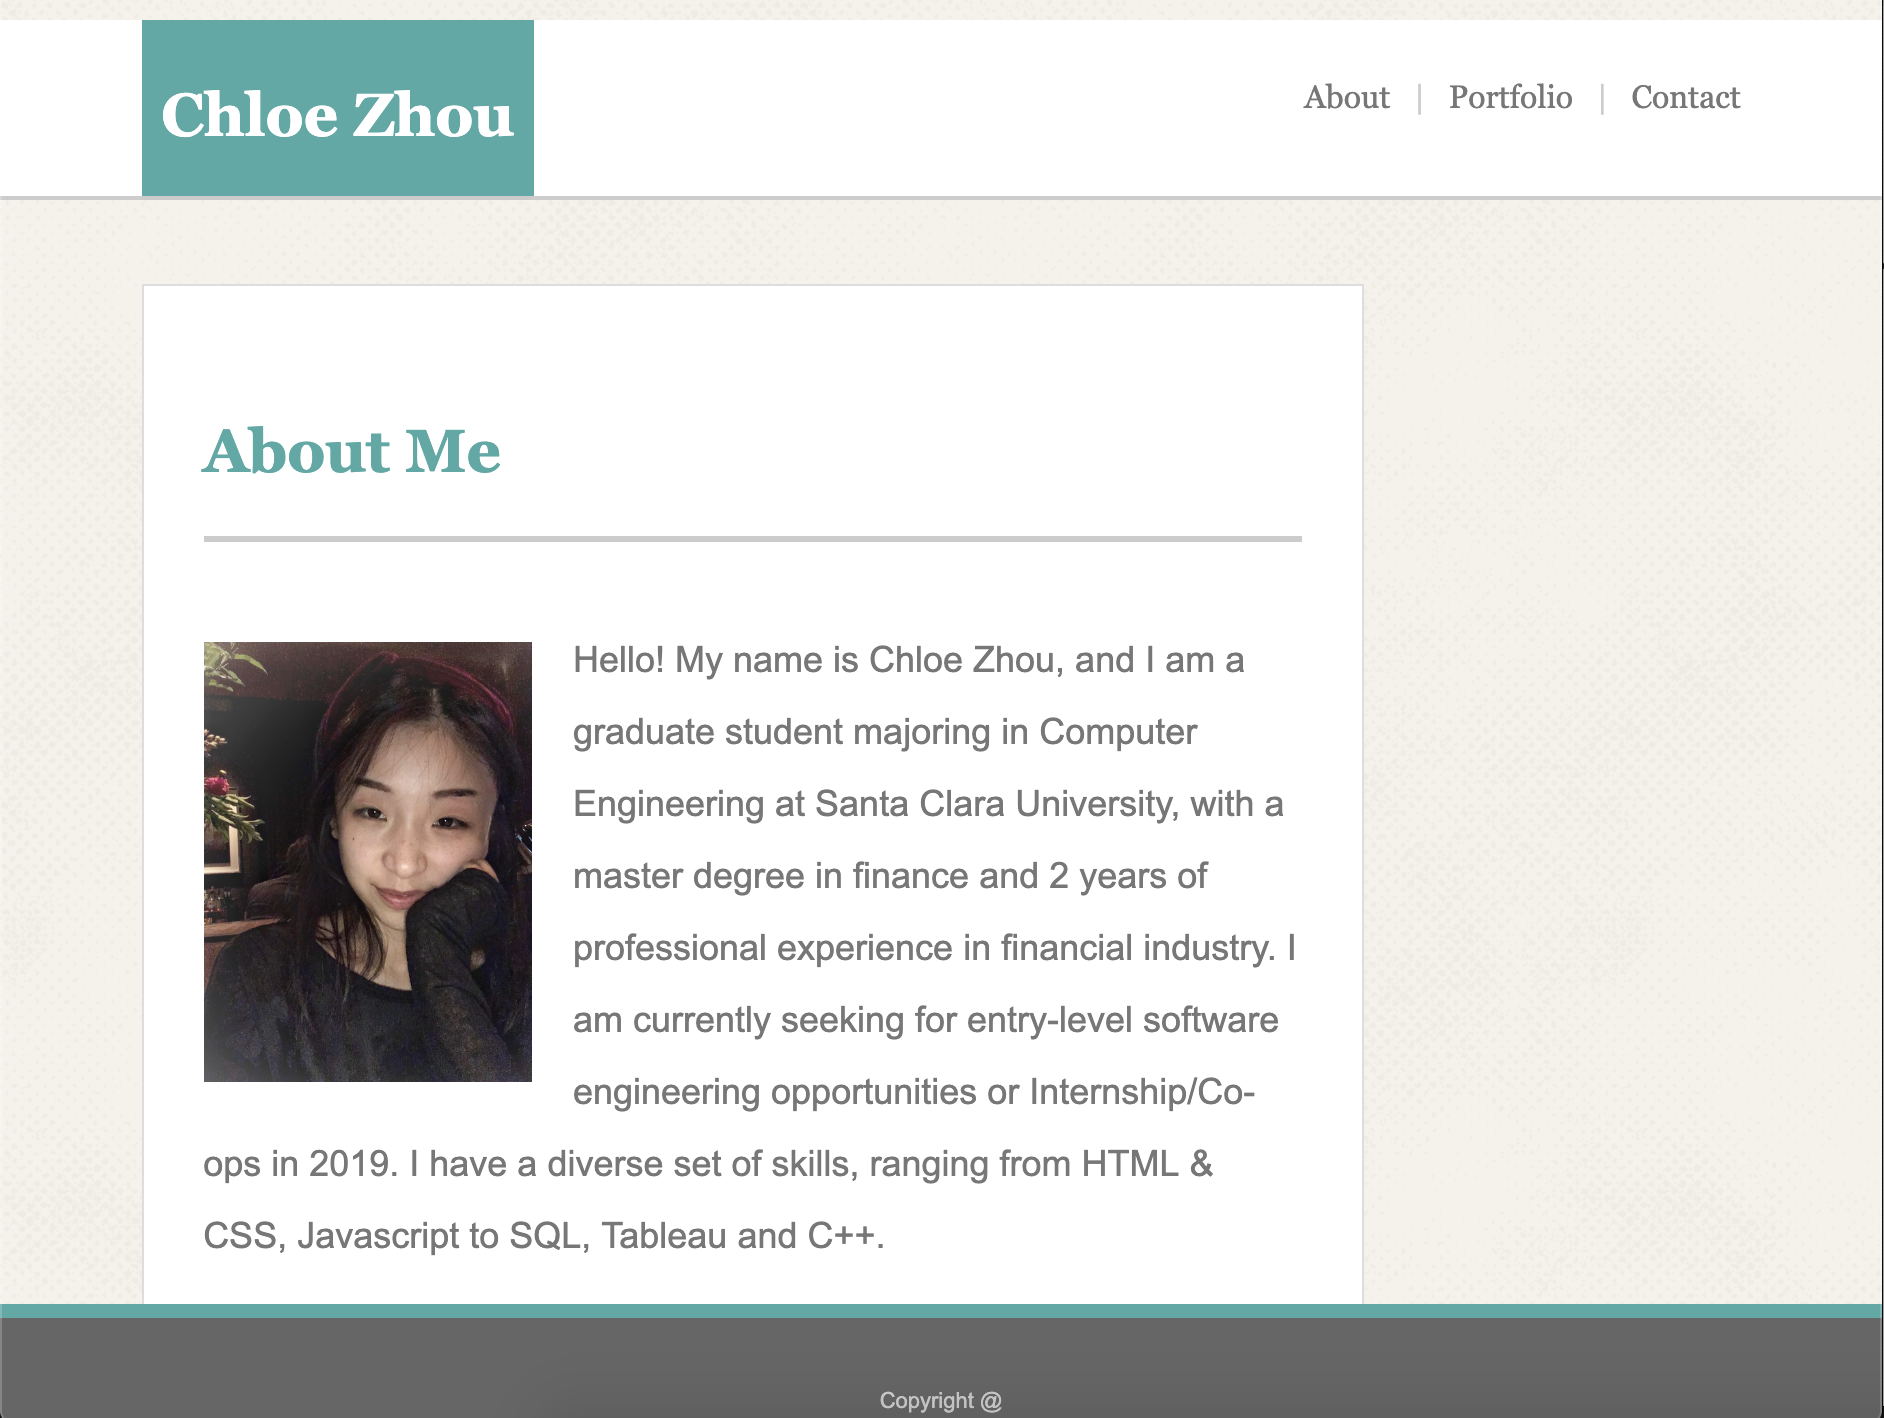 Chloe Zhou
About | Portfolio | Contact
About Me
Hello! My name is Chloe Zhou, and I am a
graduate student majoring in Computer
Engineering at Santa Clara University, with a
master degree in finance and 2 years of
professional experience in financial industry. I
am currently seeking for entry-level software
engineering opportunities or Internship/Co-
ops in 2019. I have a diverse set of skills, ranging from HTML &
CSS, Javascript to SQL, Tableau and C++.
Copyright @